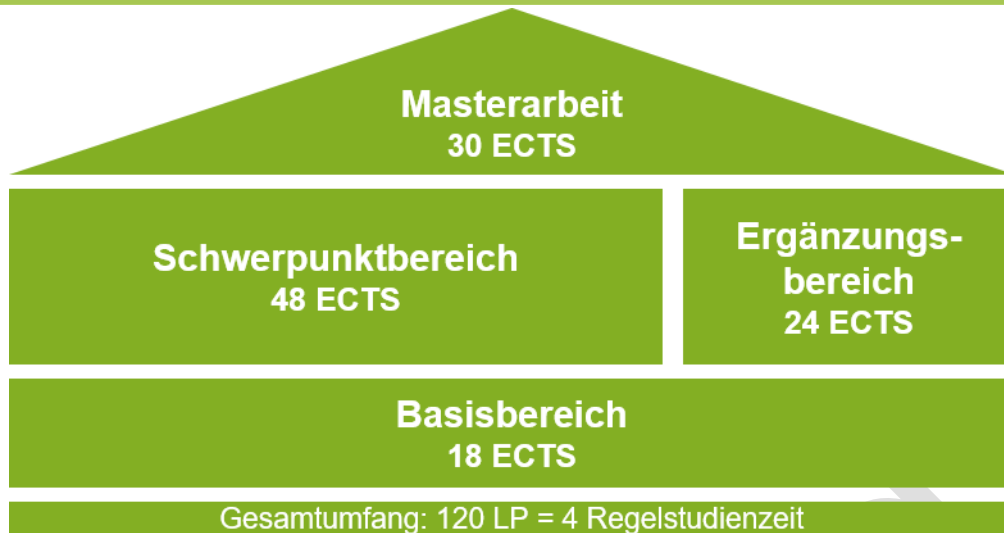 Masterarbeit
30 ECTS
Schwerpunktbereich
48 ECTS
Ergänzungs-
bereich
24 ECTS
Basisbereich
18 ECTS
Gesamtumfang: 120 LP = 4 Regelstudienzeit